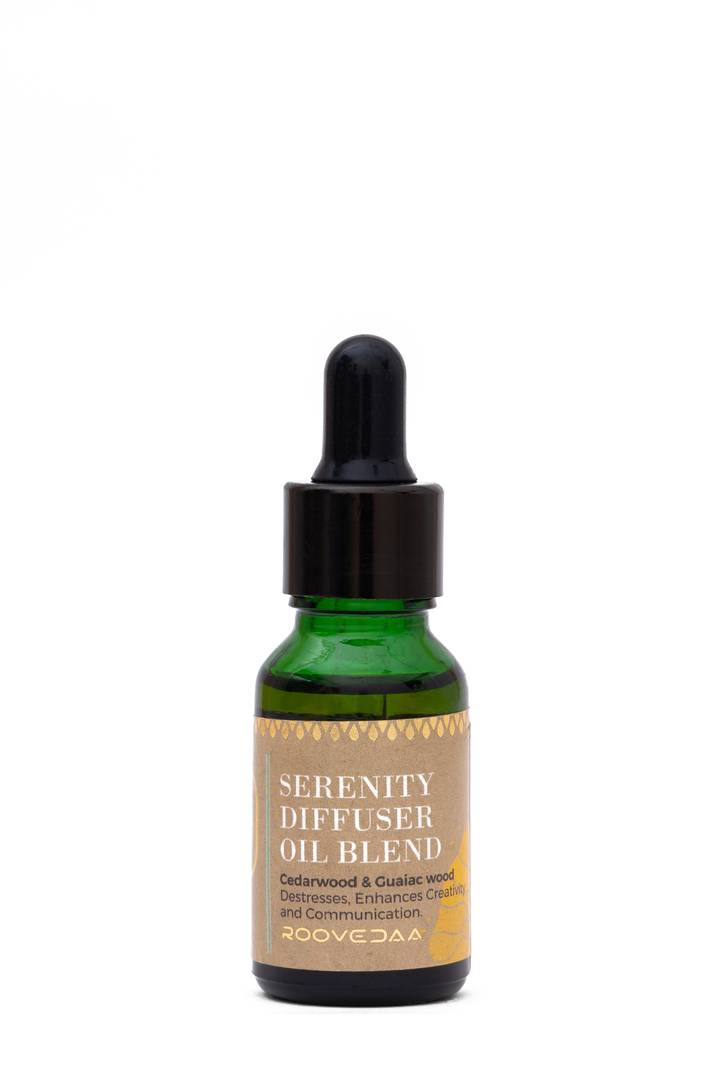 SERENITY
DIFFUSER
OIL BLEND
Cedarwood & Guaiac wood
Destresses, Enhances Creativity
and Communication.
ROOVEDAA